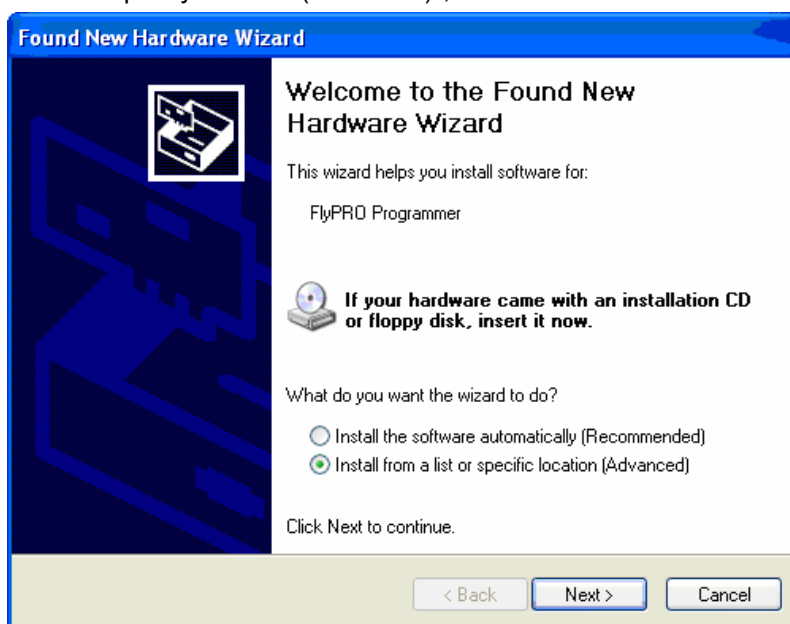 Found New Hardware Wizard
Welcome to the Found New
Hardware Wizard
This wizard helps you install software for:
FlyPRO Programmer
If your hardware came with an installation CD
or floppy disk, insert it now.
What do you want the wizard to do?
Install the software automatically (Recommended)
Install from a list or specific location (Advanced)
Click Next to continue.
< Back
Next >
Cancel